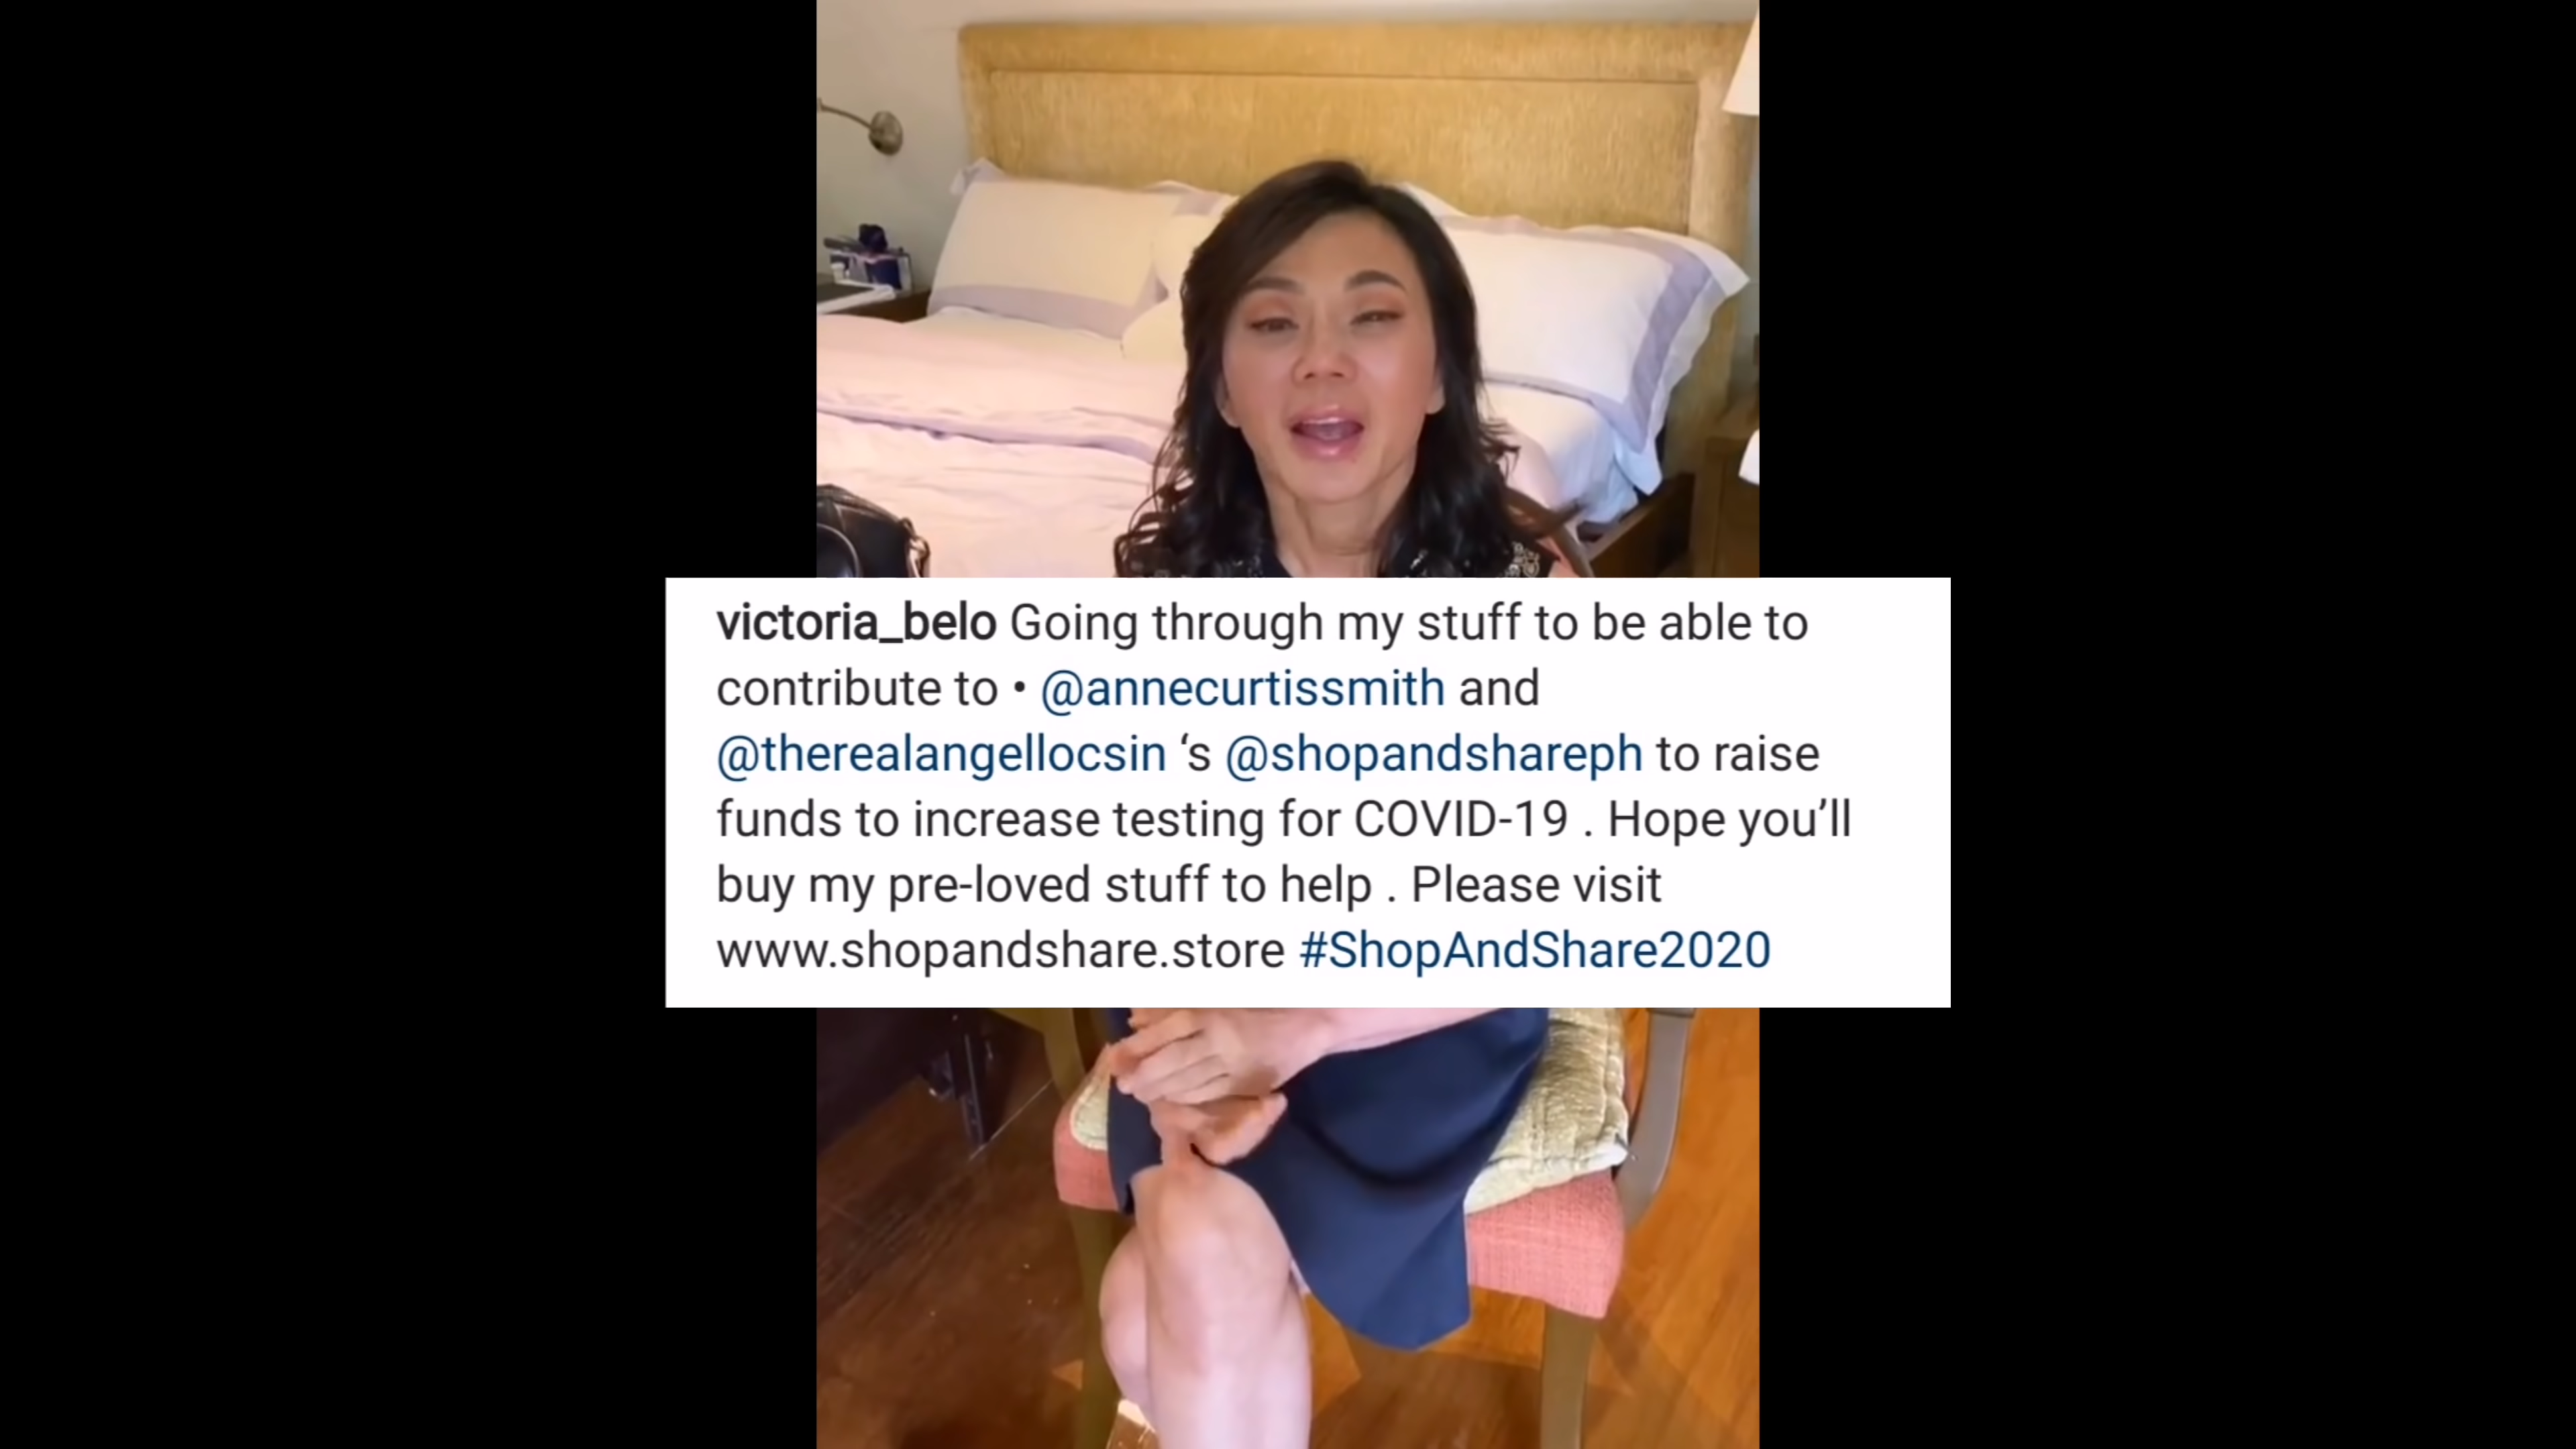 victoria_belo Going through my stuff to be able to
contribute to • @annecurtissmith and
@therealangellocsin ‘s @shopandshareph to raise
funds to increase testing for COVID-19 . Hope you’ll
buy my pre-loved stuff to help . Please visit
www.shopandshare.store #ShopAndShare2020